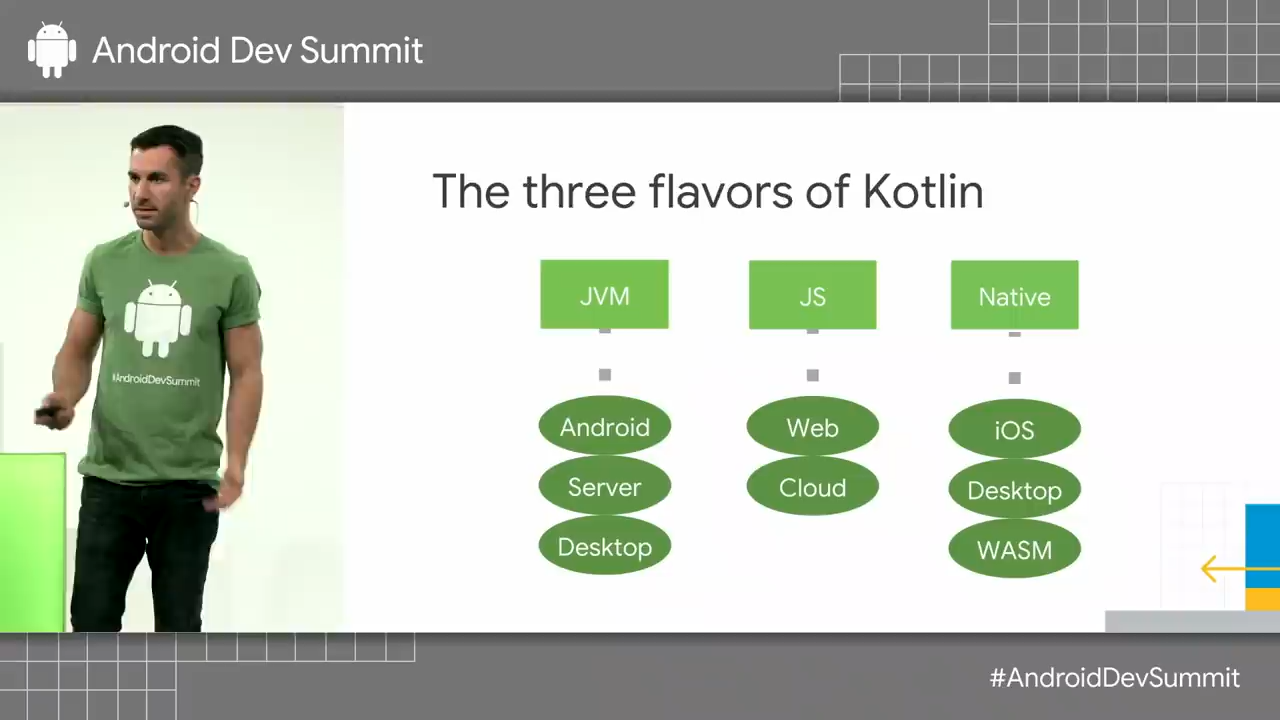 Android Dev Summit
The three flavors of Kotlin
JVM
JS
Native
Android
Web
iOS
Server
Cloud
Desktop
Desktop
WASM
#AndroidDevSummit
#AndroidDevSummit